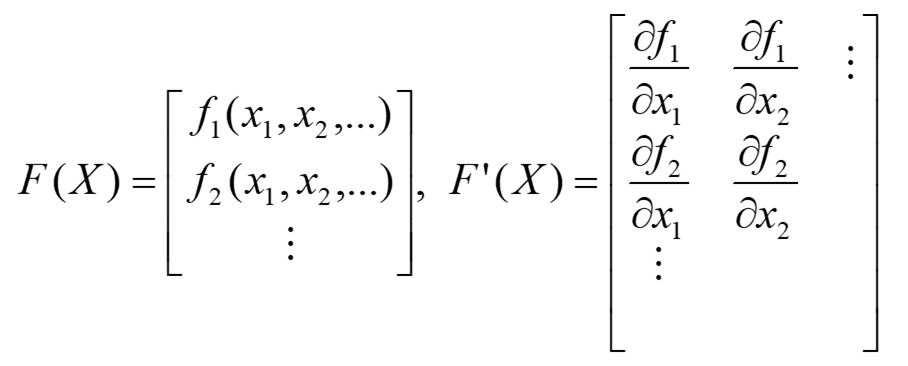 F(X) = [ f₁(x₁, x₂,...) f₂(x₁, x₂,...) ⋮ ], F'(X) = [ ∂f₁/∂x₁ ∂f₁/∂x₂ ⋮ ∂f₂/∂x₁ ∂f₂/∂x₂ ⋮ ]